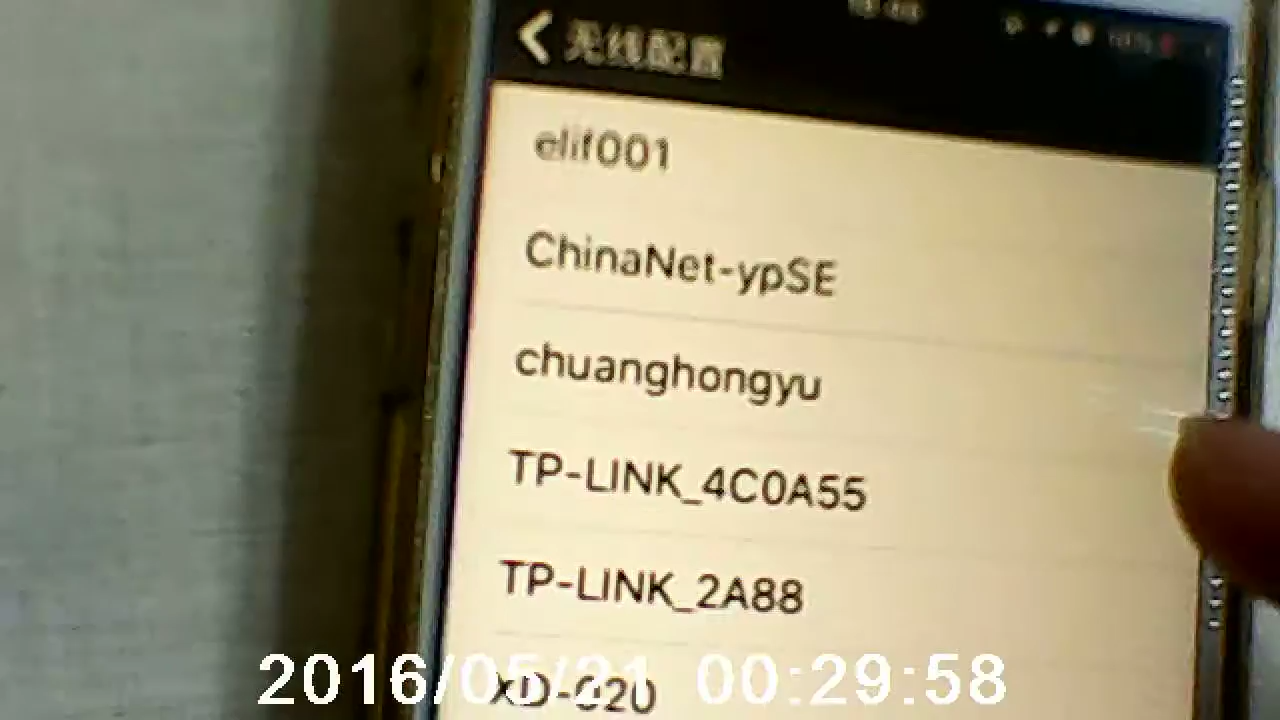 无线配置
elif001
ChinaNet-ypSE
chuanghongyu
TP-LINK_4C0A55
TP-LINK_2A88
2016/05/21 00:29:58